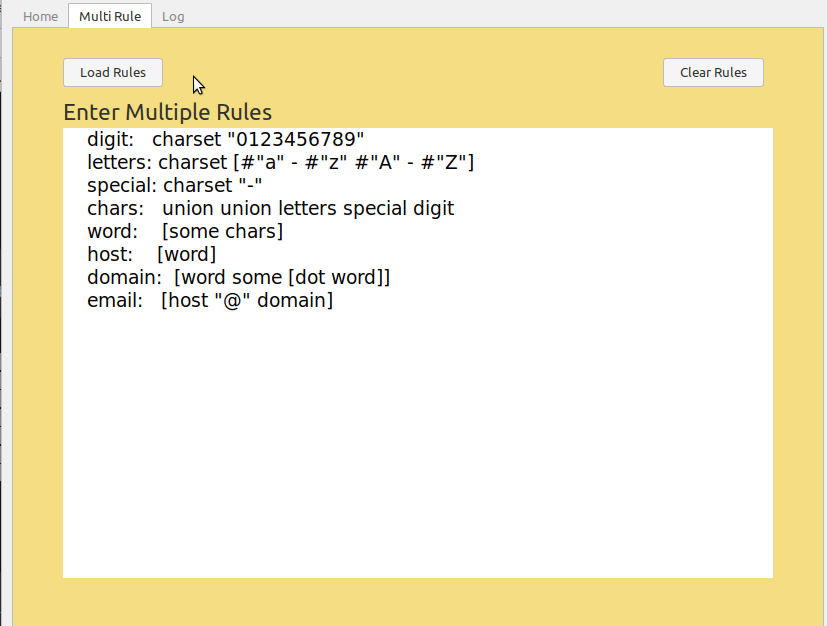 Home Multi Rule Log
Load Rules Clear Rules
Enter Multiple Rules
digit: charset "0123456789"
letters: charset [#"a" - #"z" #"A" - #"Z"]
special: charset "-"
chars: union union letters special digit
word: [some chars]
host: [word]
domain: [word some [dot word]]
email: [host "@" domain]